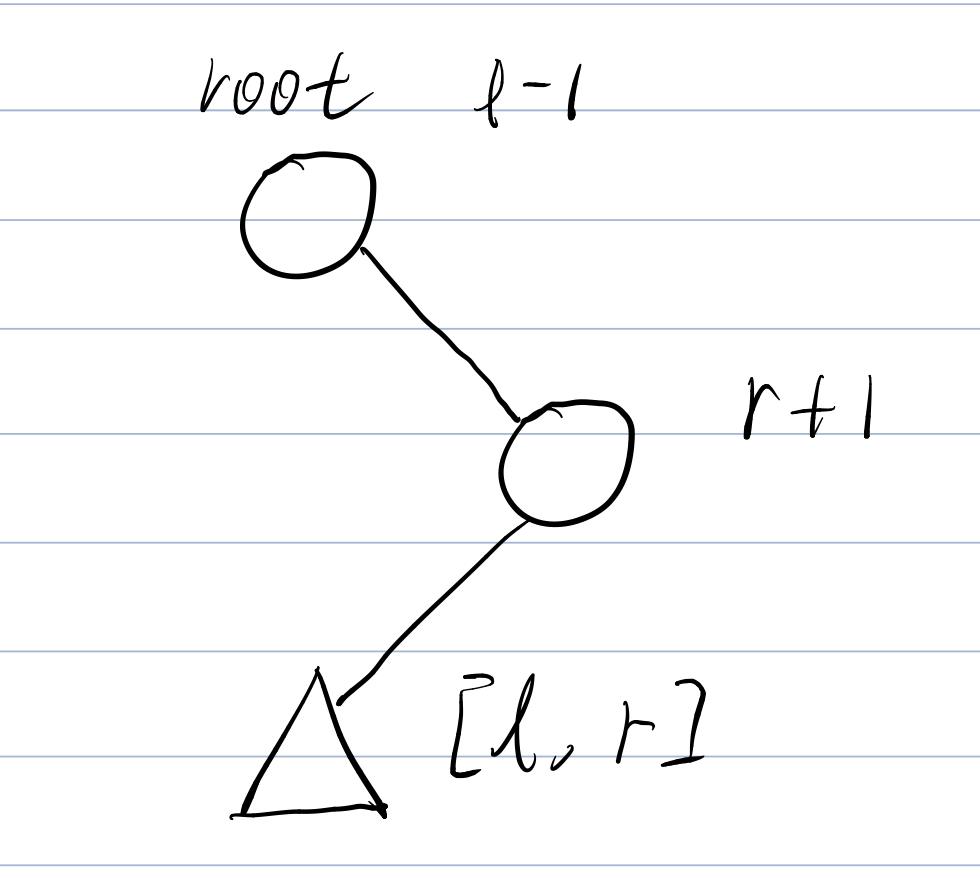 root l-1
r+1
[l, r]